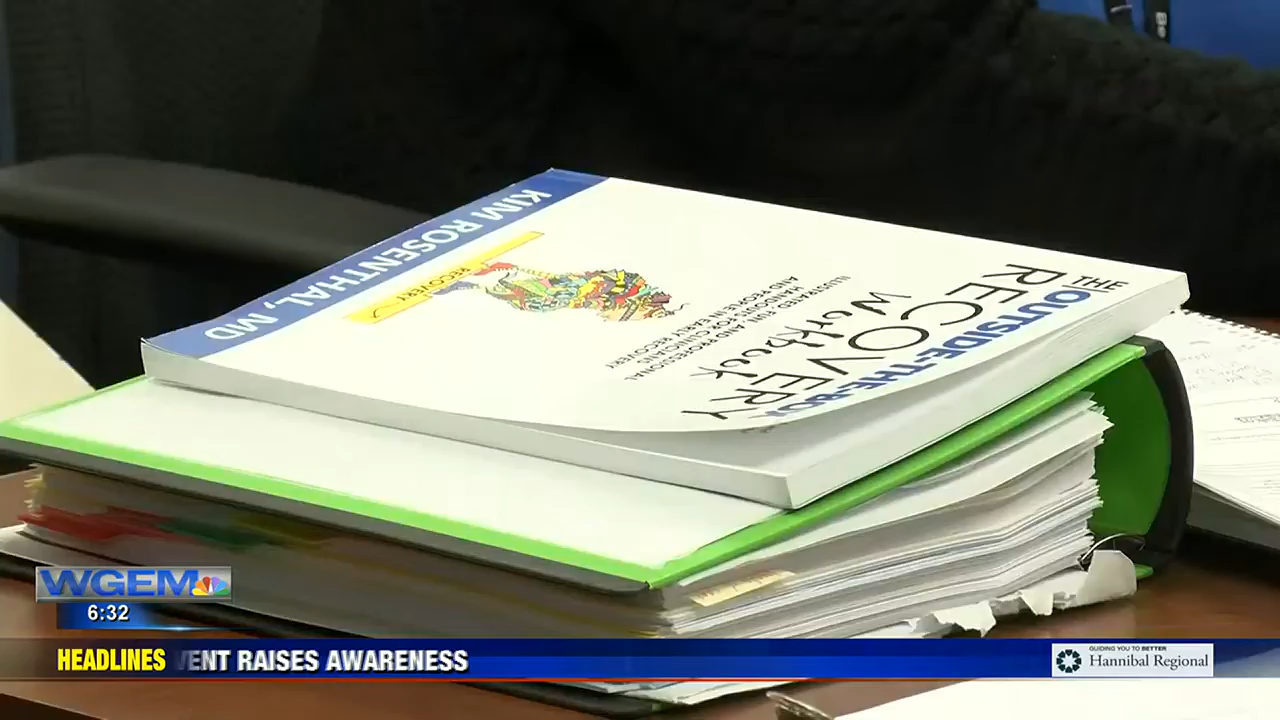 THE
OUTSIDE-THE-BOX
RECOVERY
Workbook
ILLUSTRATED, FUN, AND PROFESSIONAL
HANDOUTS FOR CLINICIANS
AND PEOPLE IN EARLY RECOVERY
RECOVERY
KIM ROSENTHAL, MD
WGEM
6:32
HEADLINES
VENT RAISES AWARENESS
GUIDING YOU TO BETTER
Hannibal Regional